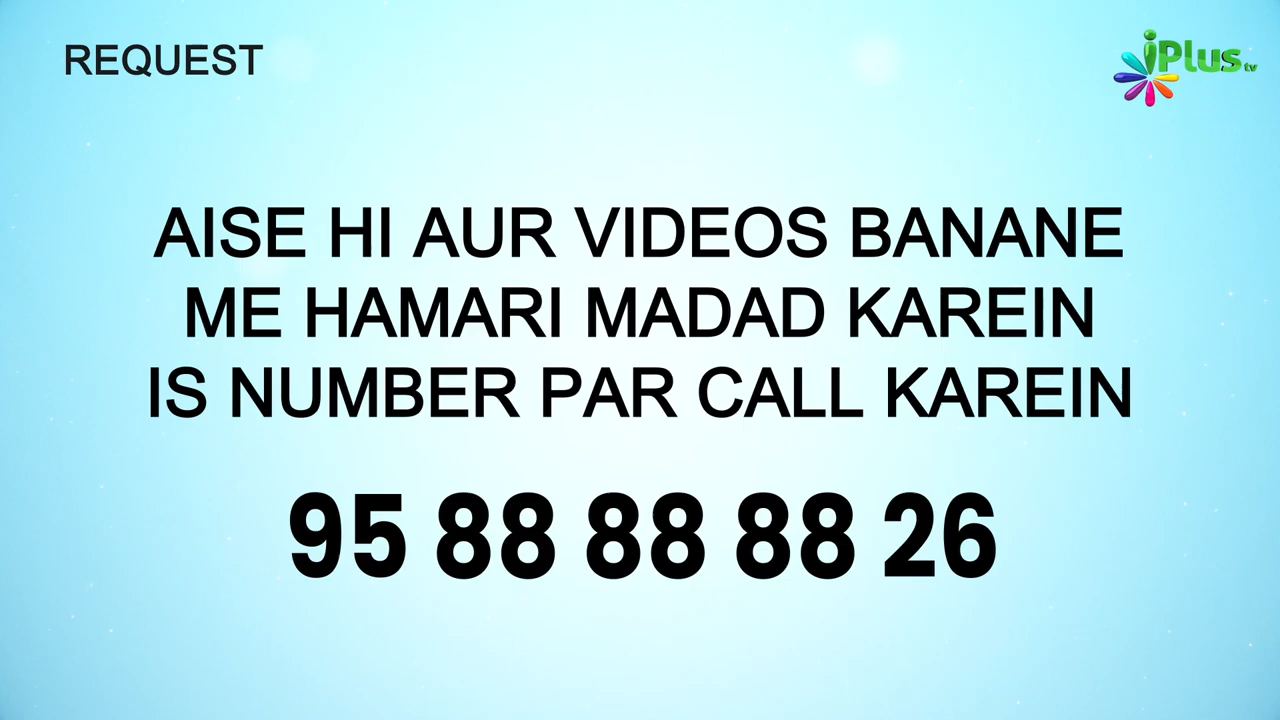 REQUEST
iPlus tv
AISE HI AUR VIDEOS BANANE
ME HAMARI MADAD KAREIN
IS NUMBER PAR CALL KAREIN
95 88 88 88 26